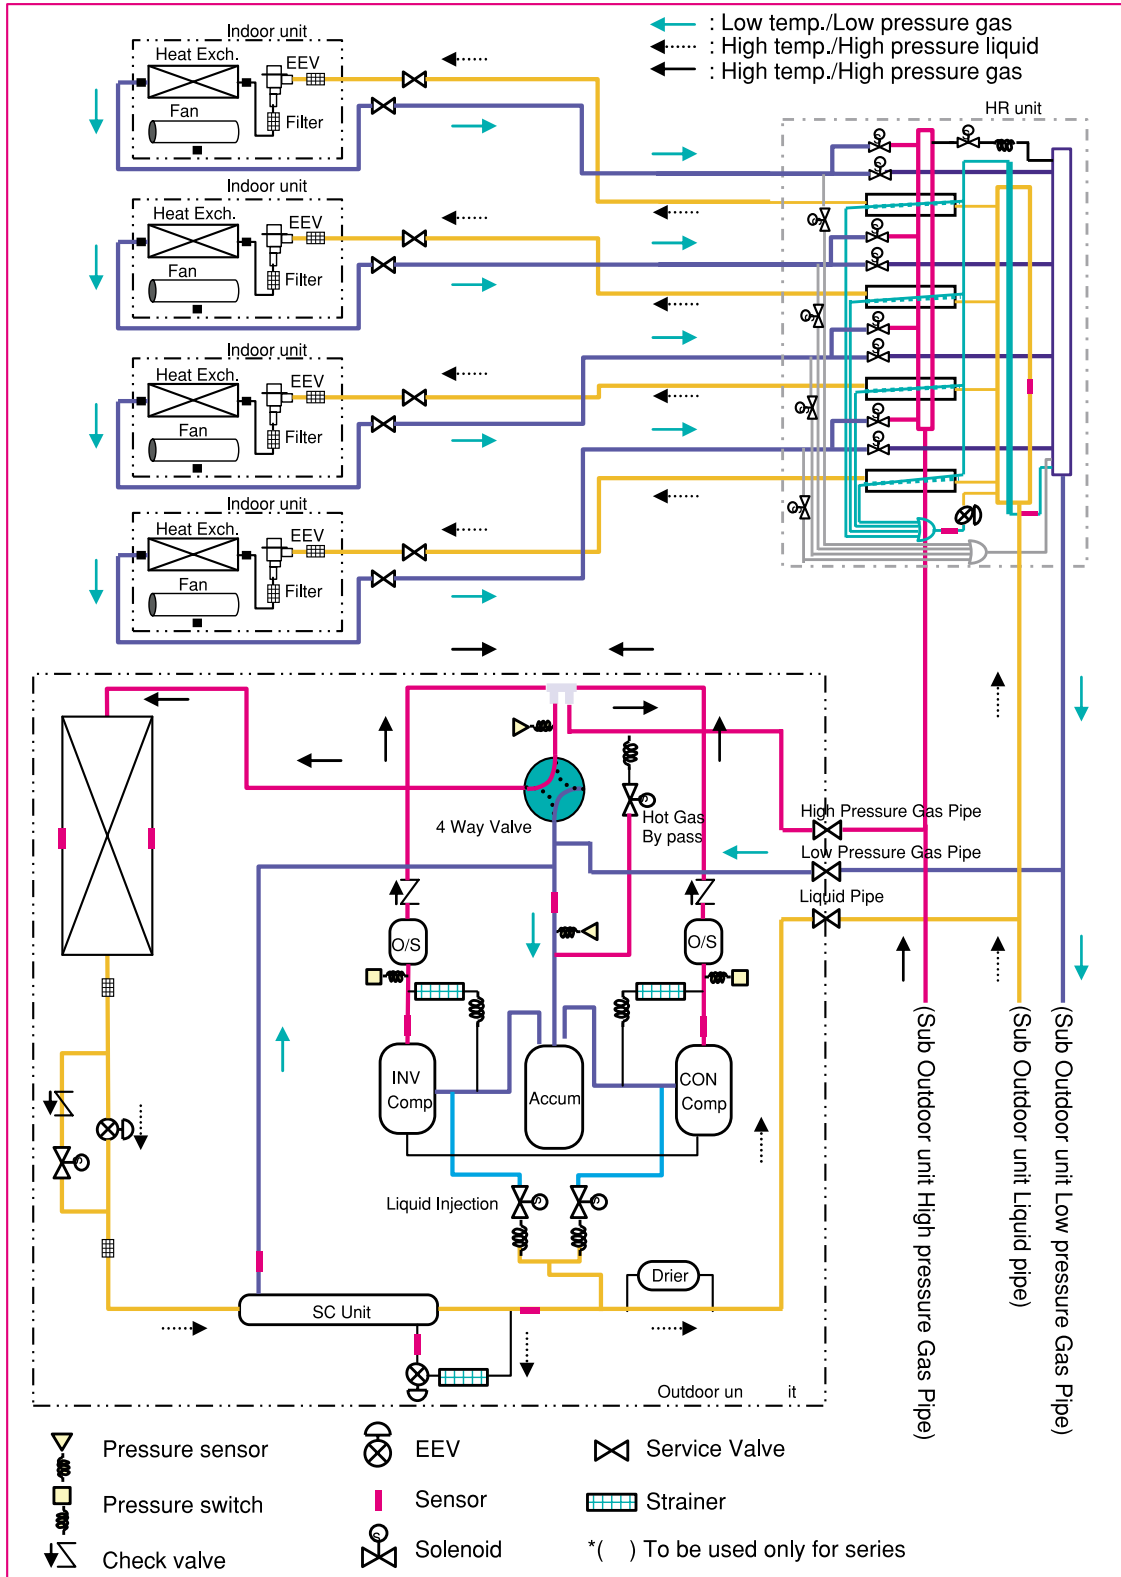 Indoor unit
: Low temp./Low pressure gas
: High temp./High pressure liquid
: High temp./High pressure gas
Heat Exch.
EEV
Fan
Filter
HR unit
Indoor unit
Heat Exch.
EEV
Fan
Filter
Indoor unit
Heat Exch.
EEV
Fan
Filter
Indoor unit
Heat Exch.
EEV
Fan
Filter
4 Way Valve
Hot Gas
By pass
High Pressure Gas Pipe
Low Pressure Gas Pipe
Liquid Pipe
O/S
O/S
INV
Comp
Accum
CON
Comp
Liquid Injection
Drier
SC Unit
Outdoor un it
(Sub Outdoor unit High pressure Gas Pipe)
(Sub Outdoor unit Liquid pipe)
(Sub Outdoor unit Low pressure Gas Pipe)
Pressure sensor
EEV
Service Valve
Pressure switch
Sensor
Strainer
Check valve
S
Solenoid
*( ) To be used only for series